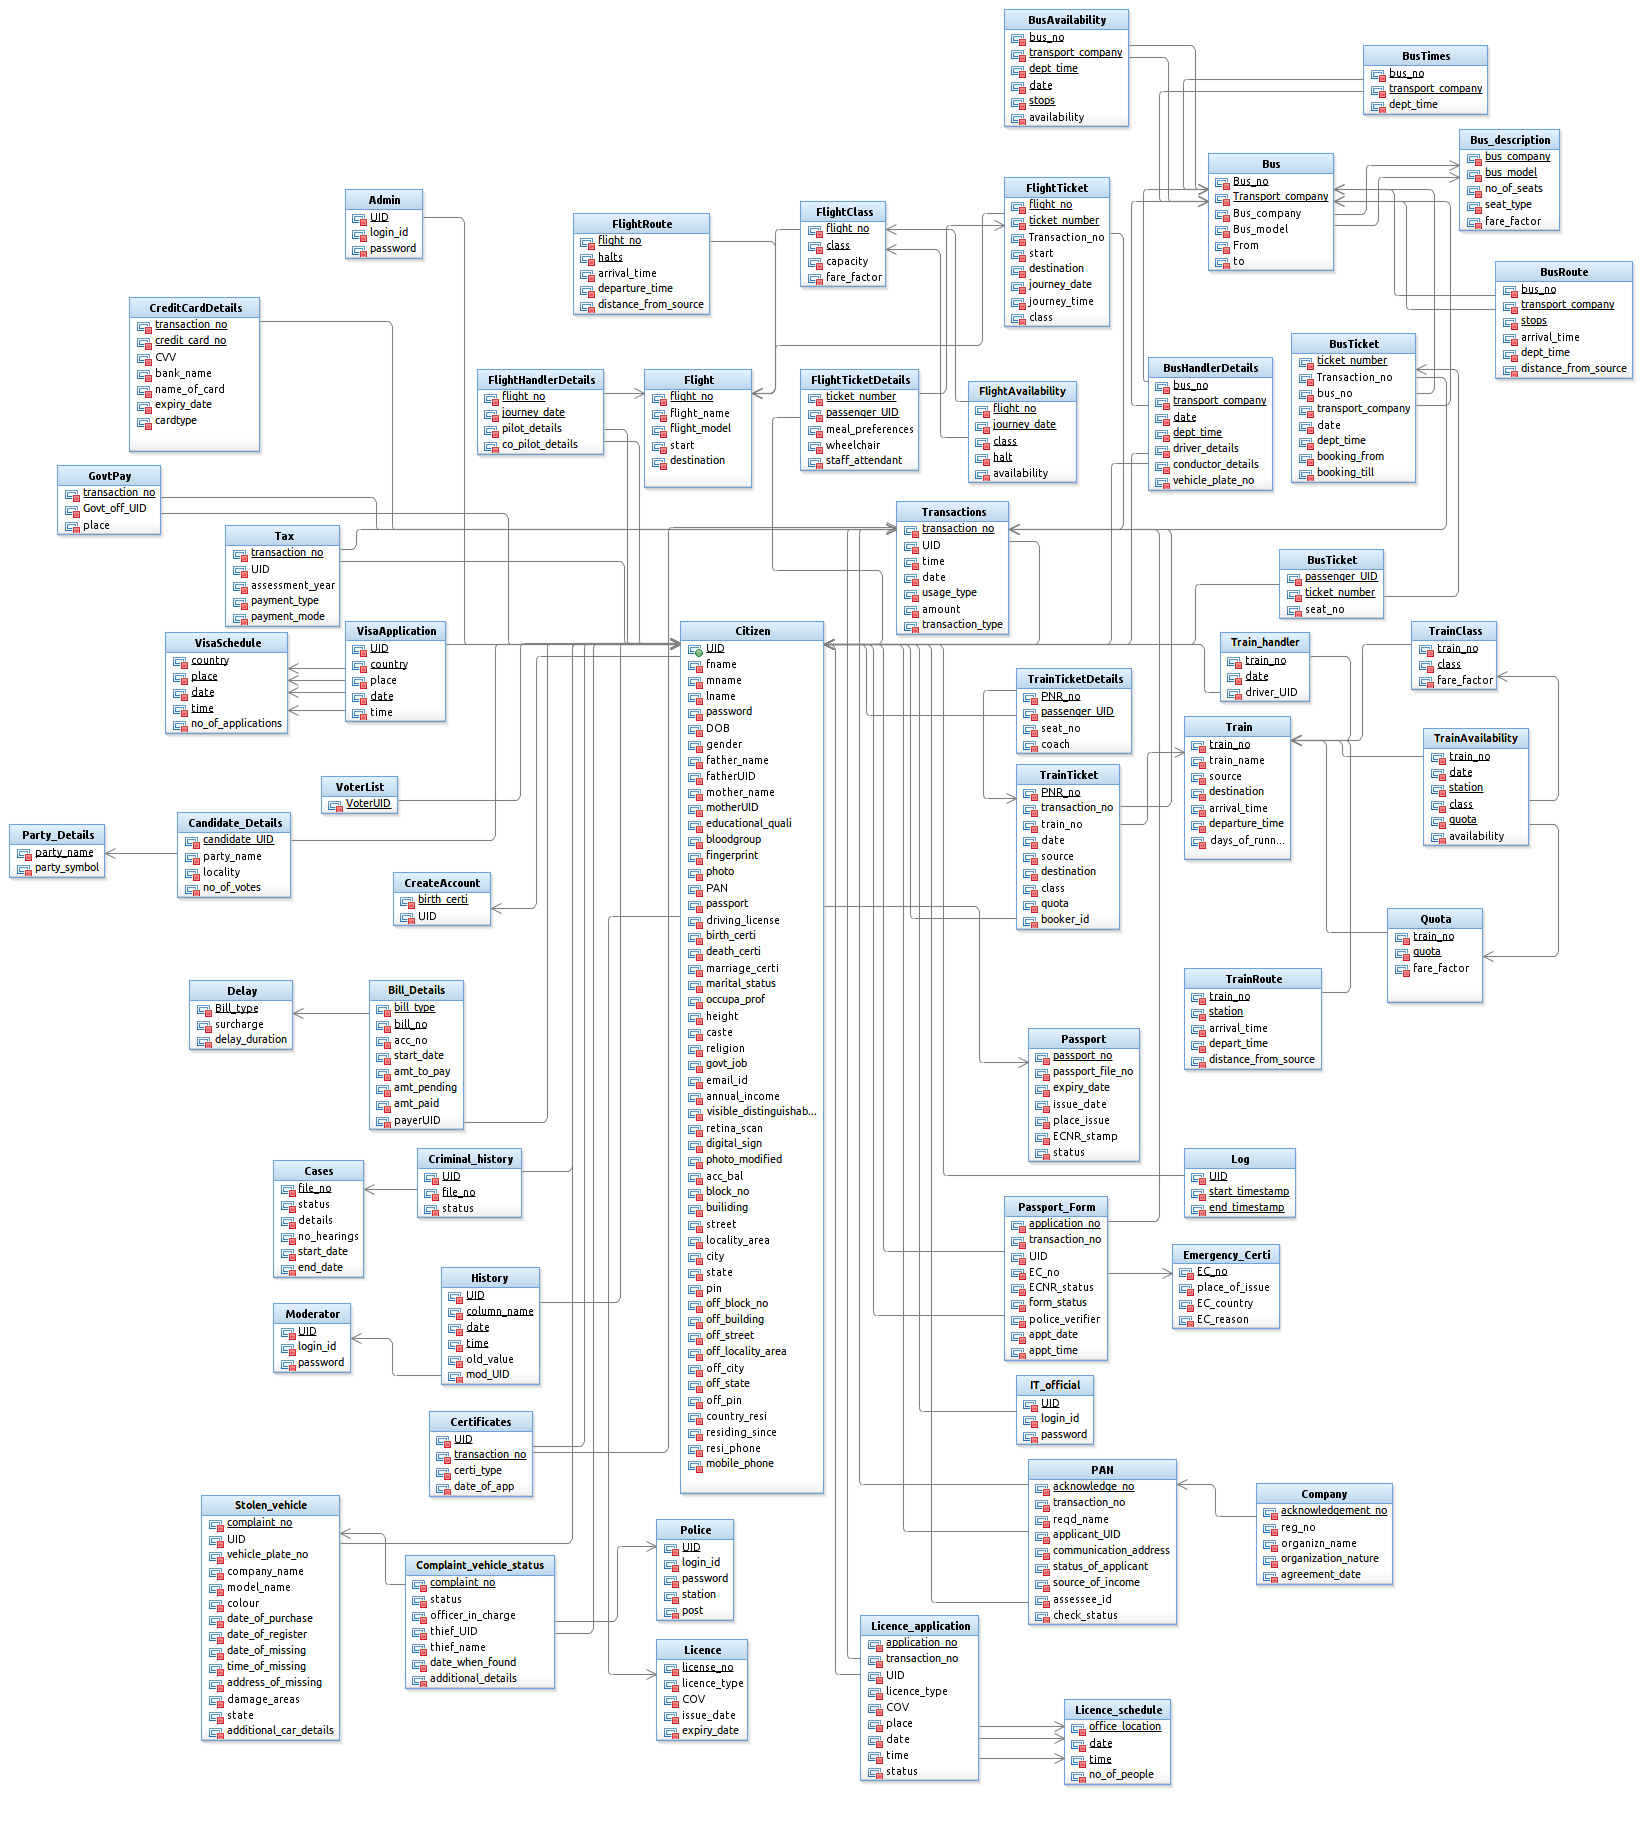 BusAvailability
bus_no
transport_company
dept_time
date
stops
availability
BusTimes
bus_no
transport_company
dept_time
Bus_description
bus_company
bus_model
no_of_seats
seat_type
fare_factor
Bus
Bus_no
Transport_company
Bus_company
Bus_model
From
to
FlightTicket
flight_no
ticket_number
Transaction_no
start
destination
journey_date
journey_time
class
FlightClass
flight_no
class
capacity
fare_factor
FlightRoute
flight_no
halts
arrival_time
departure_time
distance_from_source
Admin
UID
login_id
password
BusRoute
bus_no
transport_company
stops
arrival_time
dept_time
distance_from_source
CreditCardDetails
transaction_no
credit_card_no
CVV
bank_name
name_of_card
expiry_date
cardtype
BusTicket
ticket_number
Transaction_no
bus_no
transport_company
date
dept_time
booking_from
booking_till
BusHandlerDetails
bus_no
transport_company
date
dept_time
driver_details
conductor_details
vehicle_plate_no
FlightHandlerDetails
flight_no
journey_date
pilot_details
co_pilot_details
Flight
flight_no
flight_name
flight_model
start
destination
FlightTicketDetails
ticket_number
passenger_UID
meal_preferences
wheelchair
staff_attendant
FlightAvailability
flight_no
journey_date
class
halt
availability
GovtPay
transaction_no
Govt_off_UID
place
Tax
transaction_no
UID
assessment_year
payment_type
payment_mode
Transactions
transaction_no
UID
time
date
usage_type
amount
transaction_type
BusTicket
passenger_UID
ticket_number
seat_no
VisaSchedule
country
place
date
time
no_of_applications
VisaApplication
UID
country
place
date
time
Citizen
UID
fname
mname
lname
password
DOB
gender
father_name
fatherUID
mother_name
motherUID
educational_quali
bloodgroup
fingerprint
photo
PAN
passport
driving_license
birth_certi
death_certi
marriage_certi
marital_status
occupa_prof
height
caste
religion
govt_job
email_id
annual_income
visible_distinguishab...
retina_scan
digital_sign
photo_modified
acc_bal
block_no
builiding
street
locality_area
city
state
pin
off_block_no
off_building
off_street
off_locality_area
off_city
off_state
off_pin
country_resi
residing_since
resi_phone
mobile_phone
Train_handler
train_no
date
driver_UID
TrainClass
train_no
class
fare_factor
TrainTicketDetails
PNR_no
passenger_UID
seat_no
coach
Train
train_no
train_name
source
destination
arrival_time
departure_time
days_of_runn...
TrainAvailability
train_no
date
station
class
quota
availability
TrainTicket
PNR_no
transaction_no
train_no
date
source
destination
class
quota
booker_id
VoterList
VoterUID
Candidate_Details
candidate_UID
party_name
locality
no_of_votes
Party_Details
party_name
party_symbol
CreateAccount
birth_certi
UID
Quota
train_no
quota
fare_factor
TrainRoute
train_no
station
arrival_time
depart_time
distance_from_source
Delay
Bill_type
surcharge
delay_duration
Bill_Details
bill_type
bill_no
acc_no
start_date
amt_to_pay
amt_pending
amt_paid
payerUID
Passport
passport_no
passport_file_no
expiry_date
issue_date
place_issue
ECNR_stamp
status
Cases
file_no
status
details
no_hearings
start_date
end_date
Criminal_history
UID
file_no
status
Log
UID
start_timestamp
end_timestamp
Passport_Form
application_no
transaction_no
UID
EC_no
ECNR_status
form_status
police_verifier
appt_date
appt_time
Emergency_Certi
EC_no
place_of_issue
EC_country
EC_reason
History
UID
column_name
date
time
old_value
mod_UID
Moderator
UID
login_id
password
IT_official
UID
login_id
password
Certificates
UID
transaction_no
certi_type
date_of_app
PAN
acknowledge_no
transaction_no
reqd_name
applicant_UID
communication_address
status_of_applicant
source_of_income
assessee_id
check_status
Company
acknowledgement_no
reg_no
organizn_name
organization_nature
agreement_date
Stolen_vehicle
complaint_no
UID
vehicle_plate_no
company_name
model_name
colour
date_of_purchase
date_of_register
date_of_missing
time_of_missing
address_of_missing
damage_areas
state
additional_car_details
Complaint_vehicle_status
complaint_no
status
officer_in_charge
thief_UID
thief_name
date_when_found
additional_details
Police
UID
login_id
password
station
post
Licence
license_no
licence_type
COV
issue_date
expiry_date
Licence_application
application_no
transaction_no
UID
licence_type
COV
place
date
time
status
Licence_schedule
office_location
date
time
no_of_people